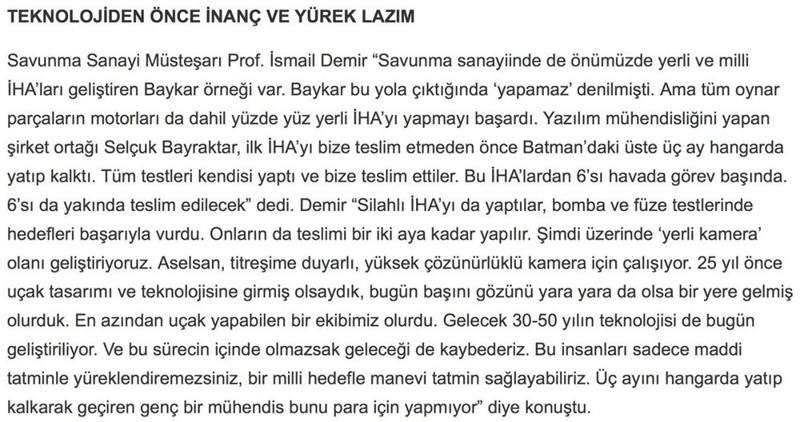 TEKNOLOJİDEN ÖNCE İNANÇ VE YÜREK LAZIM
Savunma Sanayi Müsteşarı Prof. İsmail Demir “Savunma sanayiinde de önümüzde yerli ve milli
İHA’ları geliştiren Baykar örneği var. Baykar bu yola çıktığında ‘yapamaz’ denilmişti. Ama tüm oynar
parçaların motorları da dahil yüzde yüz yerli İHA’yı yapmayı başardı. Yazılım mühendisliğini yapan
şirket ortağı Selçuk Bayraktar, ilk İHA’yı bize teslim etmeden önce Batman’daki üste üç ay hangarda
yatıp kalktı. Tüm testleri kendisi yaptı ve bize teslim ettiler. Bu İHA’lardan 6’sı havada görev başında.
6’sı da yakında teslim edilecek” dedi. Demir “Silahlı İHA’yı da yaptılar, bomba ve füze testlerinde
hedefleri başarıyla vurdu. Onların da teslimi bir iki aya kadar yapılır. Şimdi üzerinde ‘yerli kamera’
olanı geliştiriyoruz. Aselsan, titreşime duyarlı, yüksek çözünürlüklü kamera için çalışıyor. 25 yıl önce
uçak tasarımı ve teknolojisine girmiş olsaydık, bugün başını gözünü yara yara da olsa bir yere gelmiş
olurduk. En azından uçak yapabilen bir ekibimiz olurdu. Gelecek 30-50 yılın teknolojisi de bugün
geliştiriliyor. Ve bu sürecin içinde olmazsak geleceği de kaybederiz. Bu insanları sadece maddi
tatminle yüreklendiremezsiniz, bir milli hedefle manevi tatmin sağlayabiliriz. Üç ayını hangarda yatıp
kalkarak geçiren genç bir mühendis bunu para için yapmıyor” diye konuştu.